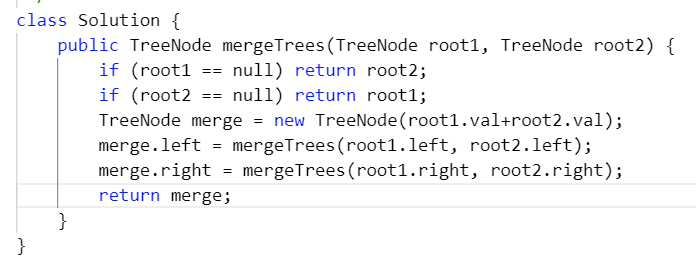 class Solution {
    public TreeNode mergeTrees(TreeNode root1, TreeNode root2) {
        if (root1 == null) return root2;
        if (root2 == null) return root1;
        TreeNode merge = new TreeNode(root1.val+root2.val);
        merge.left = mergeTrees(root1.left, root2.left);
        merge.right = mergeTrees(root1.right, root2.right);
        return merge;
    }
}